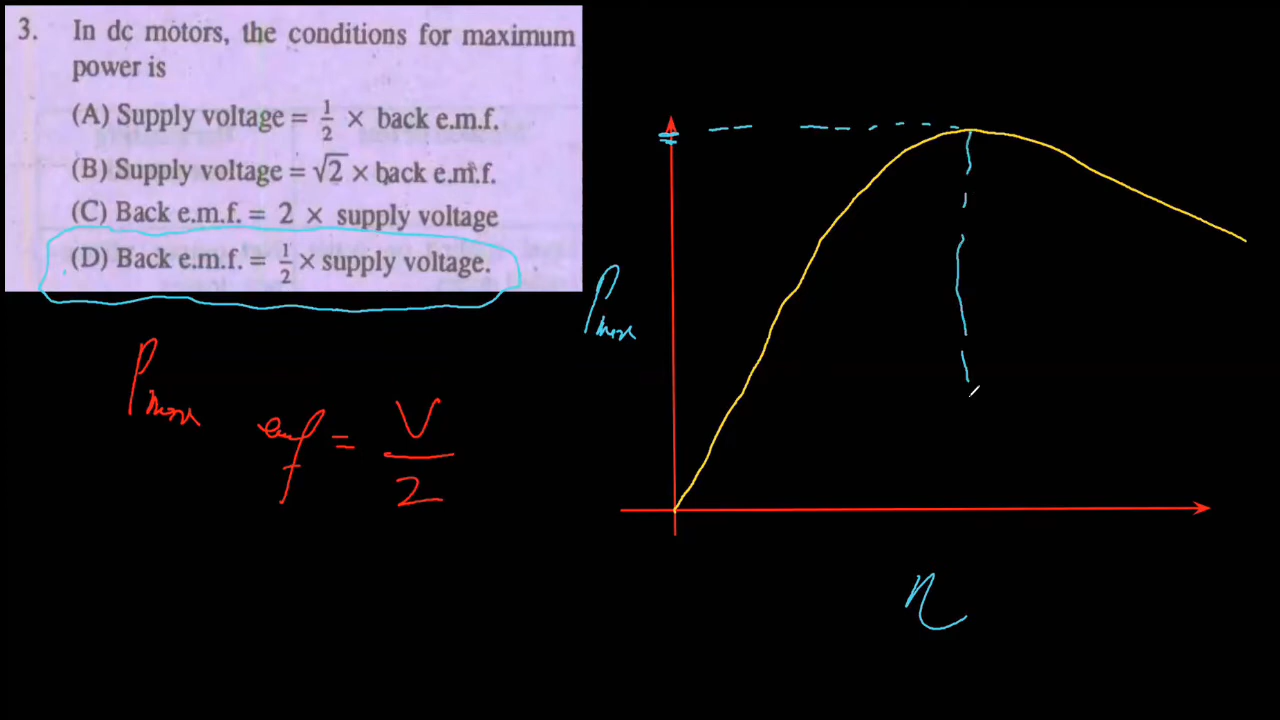 3. In dc motors, the conditions for maximum
power is
(A) Supply voltage = 1/2 × back e.m.f.
(B) Supply voltage = √2 × back e.m.f.
(C) Back e.m.f. = 2 × supply voltage
(D) Back e.m.f. = 1/2 × supply voltage.
Pmax
emf = V/2
Pmax
η